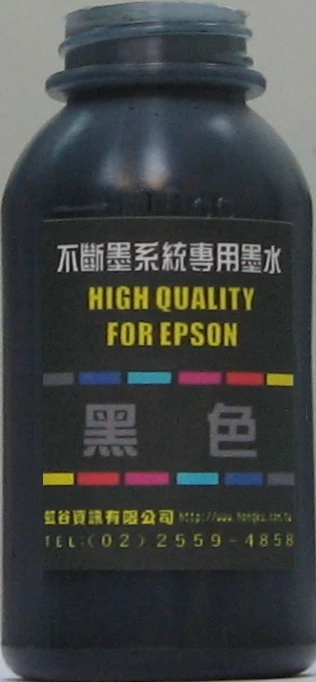 不斷墨系統專用墨水
HIGH QUALITY
FOR EPSON
黑 色
虹谷資訊有限公司
TEL:(02)2559-4858